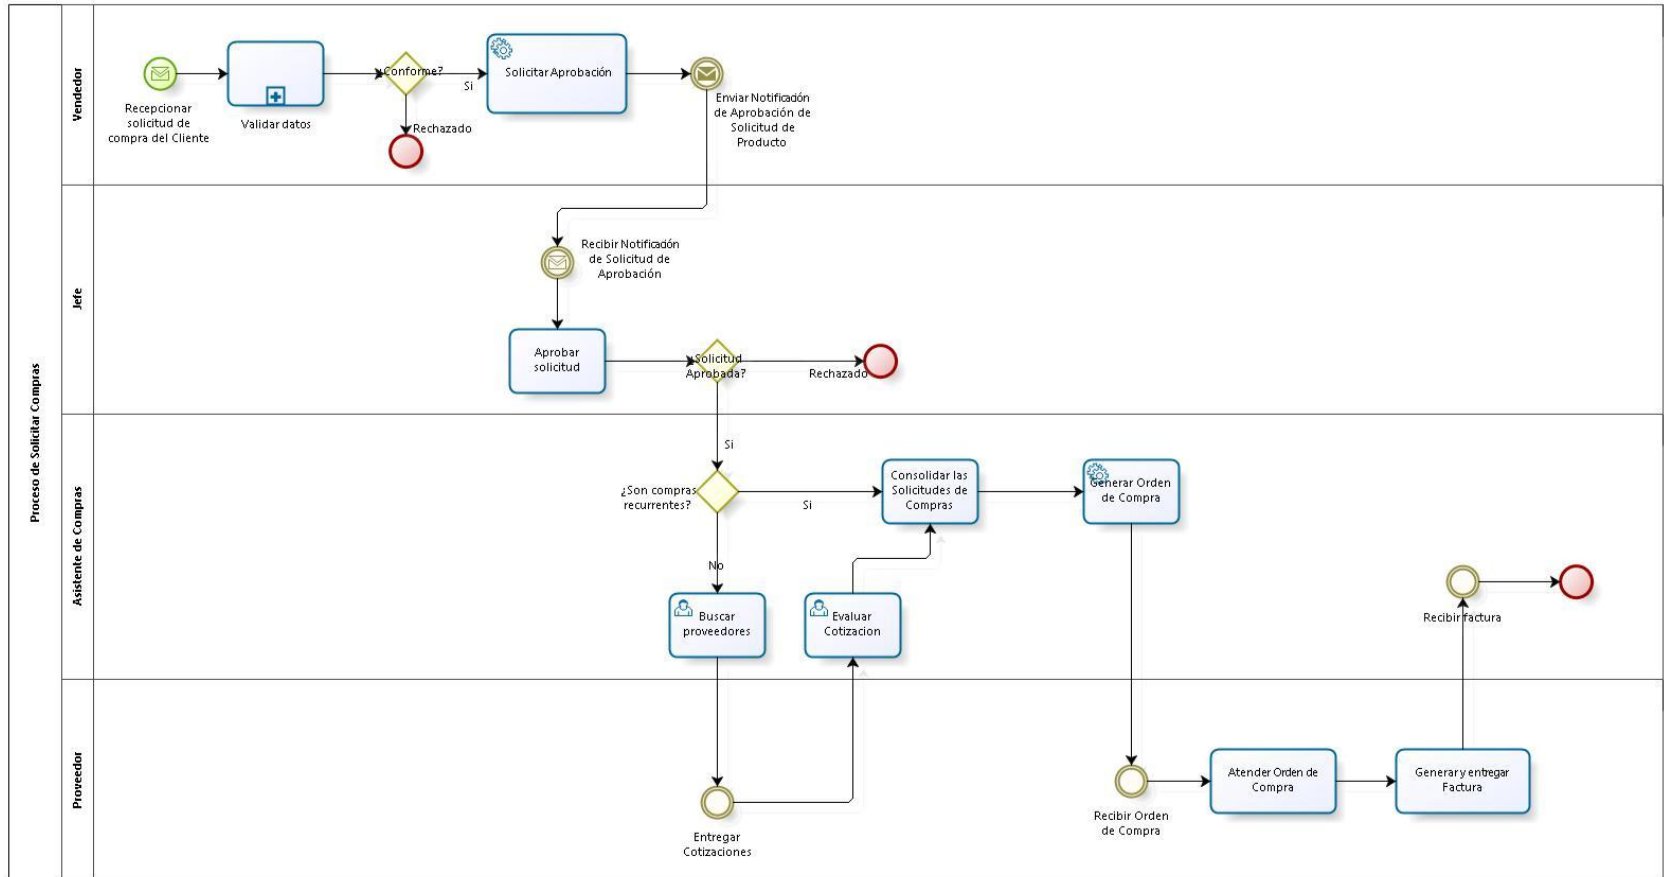 Proceso de Solicitar Compras
Vendedor
Recepcionar
solicitud de
compra del Cliente
Validar datos
¿Conforme?
Si
Rechazado
Solicitar Aprobación
Enviar Notificación
de Aprobación de
Solicitud de
Producto
Jefe
Recibir Notificación
de Solicitud de
Aprobación
Aprobar
solicitud
¿Solicitud
Aprobada?
Rechazado
Si
Asistente de Compras
¿Son compras
recurrentes?
Si
No
Consolidar las
Solicitudes de
Compras
Generar Orden
de Compra
Buscar
proveedores
Evaluar
Cotizacion
Recibir factura
Proveedor
Entregar
Cotizaciones
Recibir Orden
de Compra
Atender Orden de
Compra
Generar y entregar
Factura